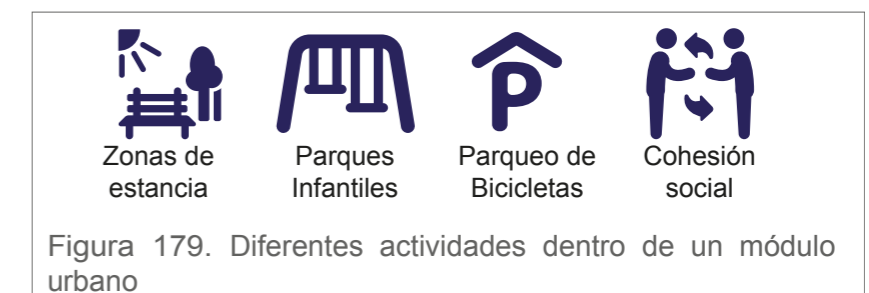 Zonas de estancia
Parques Infantiles
P
Parqueo de Bicicletas
Cohesión social
Figura 179. Diferentes actividades dentro de un módulo
urbano